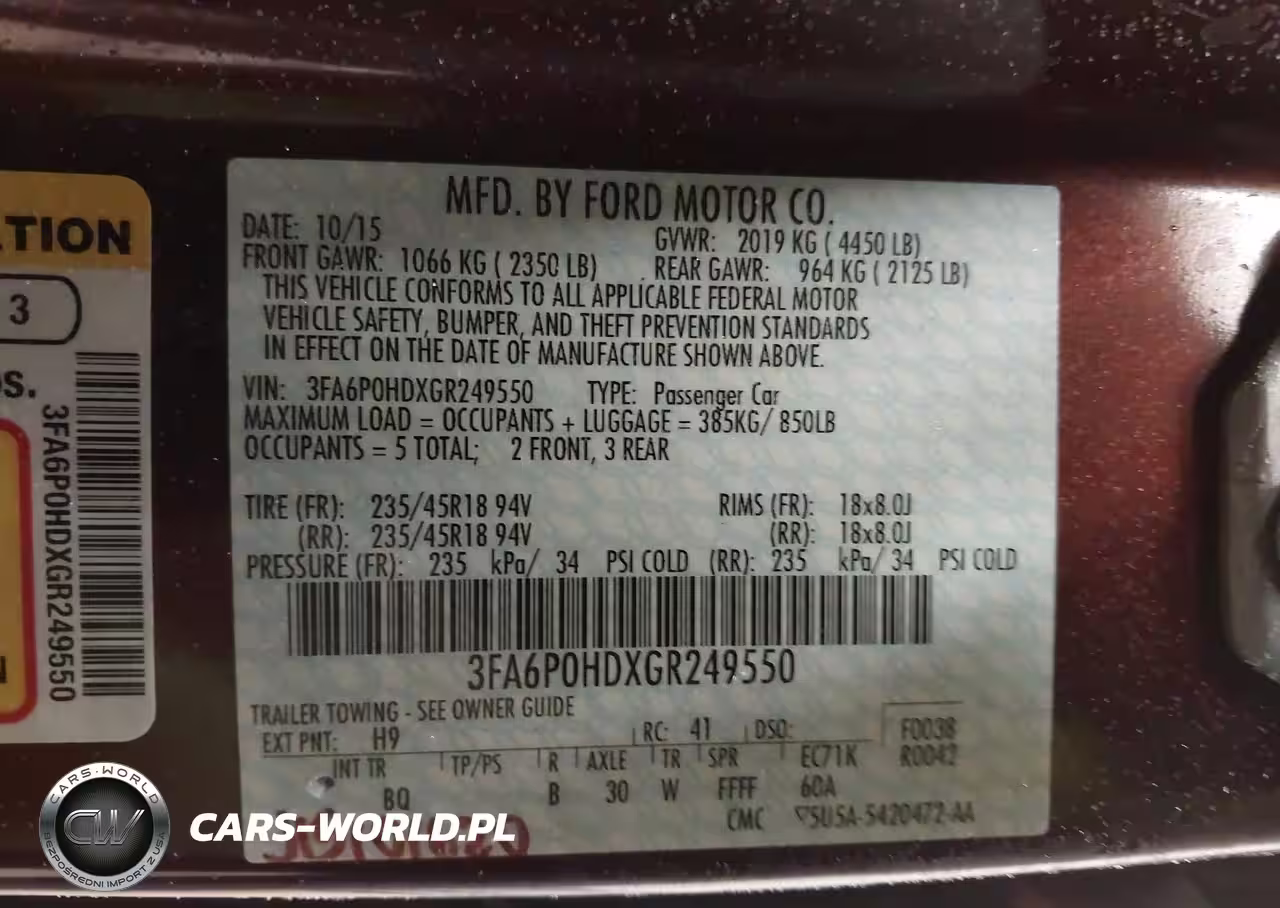 MFD. BY FORD MOTOR CO.
DATE: 10/15 GVWR: 2019 KG ( 4450 LB)
FRONT GAWR: 1066 KG ( 2350 LB) REAR GAWR: 964 KG ( 2125 LB)
THIS VEHICLE CONFORMS TO ALL APPLICABLE FEDERAL MOTOR
VEHICLE SAFETY, BUMPER, AND THEFT PREVENTION STANDARDS
IN EFFECT ON THE DATE OF MANUFACTURE SHOWN ABOVE.
VIN: 3FA6P0HDXGR249550 TYPE: Passenger Car
MAXIMUM LOAD = OCCUPANTS + LUGGAGE = 385KG/ 850LB
OCCUPANTS = 5 TOTAL; 2 FRONT, 3 REAR
TIRE (FR): 235/45R18 94V RIMS (FR): 18x8.0J
(RR): 235/45R18 94V (RR): 18x8.0J
PRESSURE (FR): 235 kPa/ 34 PSI COLD (RR): 235 kPa/ 34 PSI COLD
3FA6P0HDXGR249550
TRAILER TOWING - SEE OWNER GUIDE
EXT PNT: H9 RC: 41 DSO: F0038
R0042
INT TR TP/PS R AXLE TR SPR EC71K
BQ B 30 W FFFF 60A
CMC 5U5A-5420472-AA
TION
3
S.
3FA6P0HDXGR249550
N
CARS-WORLD
CW
BEZPOŚREDNI IMPORT Z USA
CARS-WORLD.PL